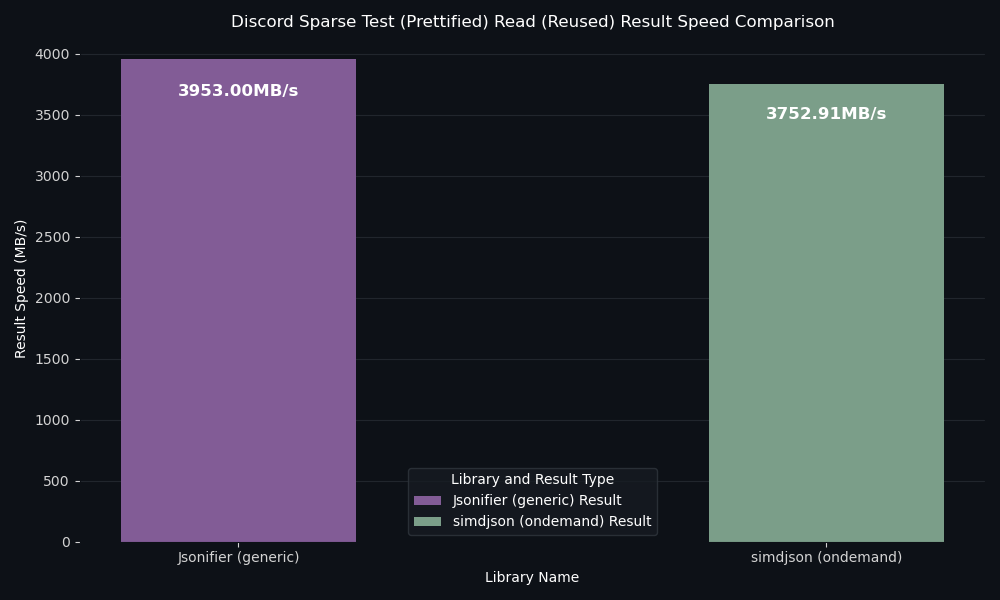 Discord Sparse Test (Prettified) Read (Reused) Result Speed Comparison
4000
3953.00MB/s
3752.91MB/s
3500
3000
2500
Result Speed (MB/s)
2000
1500
1000
500
0
Library and Result Type
Jsonifier (generic) Result
simdjson (ondemand) Result
Jsonifier (generic)
simdjson (ondemand)
Library Name